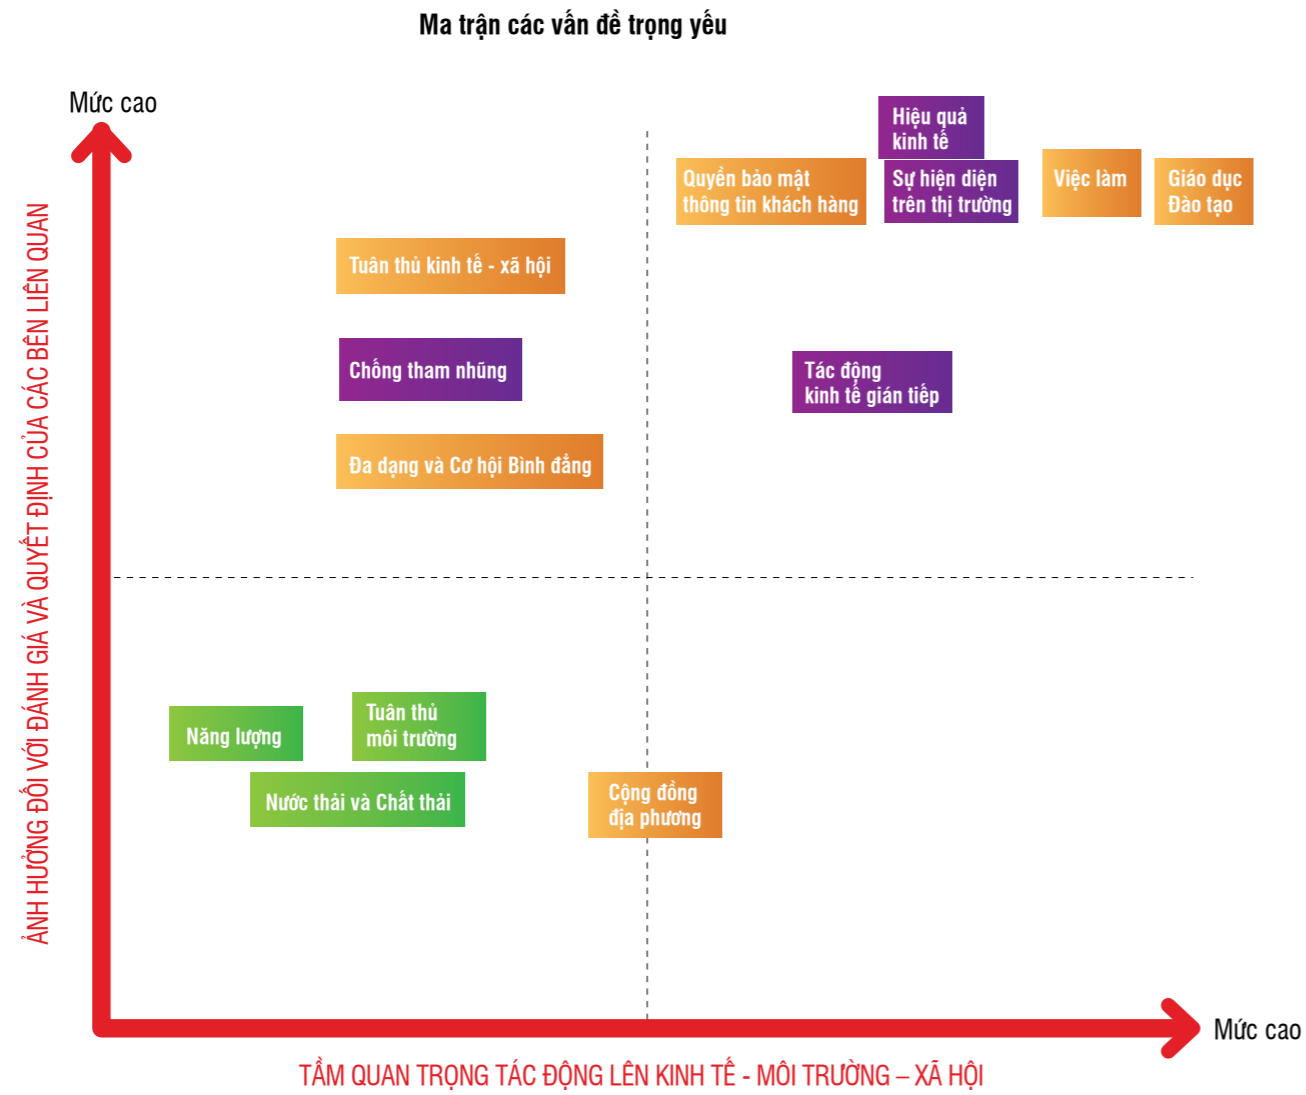 Ma trận các vấn đề trọng yếu
Mức cao
Hiệu quả
kinh tế
Quyền bảo mật
thông tin khách hàng
Sự hiện diện
trên thị trường
Việc làm
Giáo dục
Đào tạo
Tuân thủ kinh tế - xã hội
Chống tham nhũng
Tác động
kinh tế gián tiếp
Đa dạng và Cơ hội Bình đẳng
ẢNH HƯỞNG ĐỐI VỚI ĐÁNH GIÁ VÀ QUYẾT ĐỊNH CỦA CÁC BÊN LIÊN QUAN
Năng lượng
Tuân thủ
môi trường
Nước thải và Chất thải
Cộng đồng
địa phương
Mức cao
TẦM QUAN TRỌNG TÁC ĐỘNG LÊN KINH TẾ - MÔI TRƯỜNG – XÃ HỘI